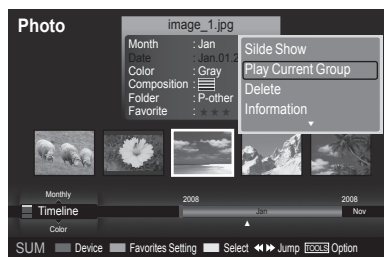 Photo
image_1.jpg
Month : Jan
Date : Jan.01.2
Color : Gray
Composition :
Folder : P-other
Favorite : ★ ★ ★
Silde Show
Play Current Group
Delete
Information
Monthly
Timeline
Color
2008
2008
Jan
Nov
SUM Device Favorites Setting Select Jump TOOLS Option